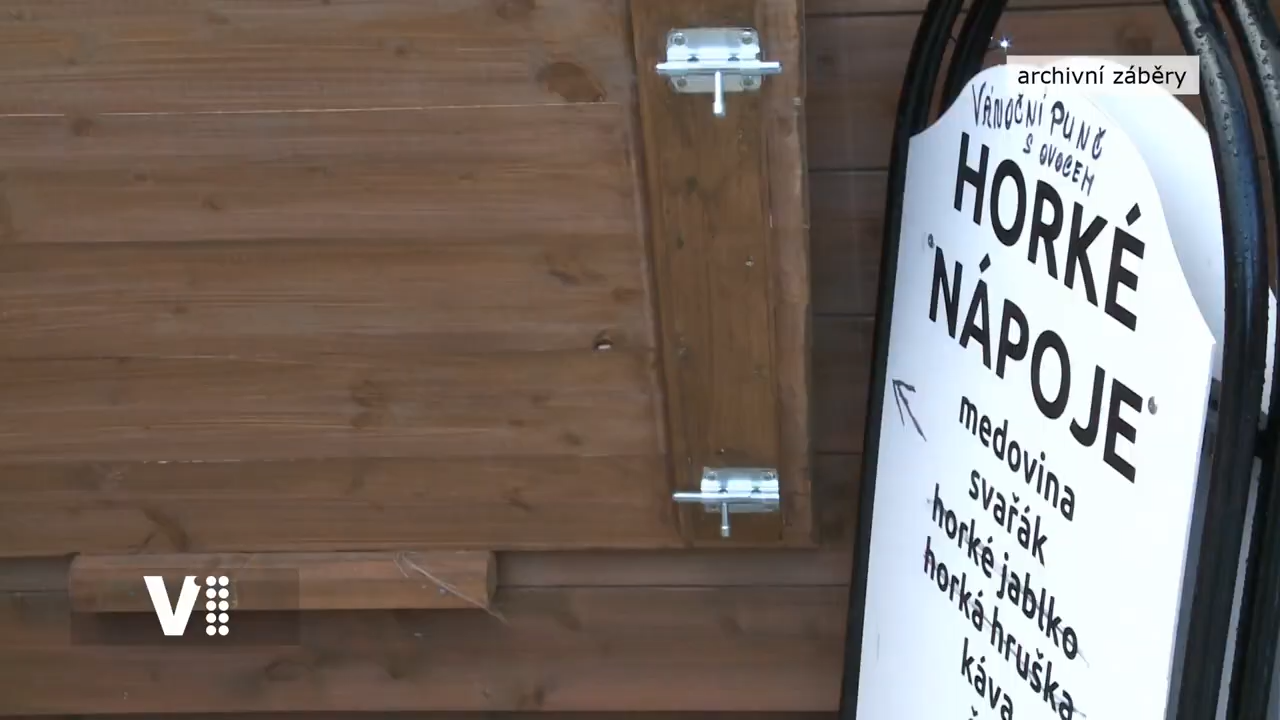 archivní záběry
VÁNOČNÍ PUNČ
S OVOCEM
HORKÉ
NÁPOJE
medovina
svařák
horké jablko
horká hruška
káva
V